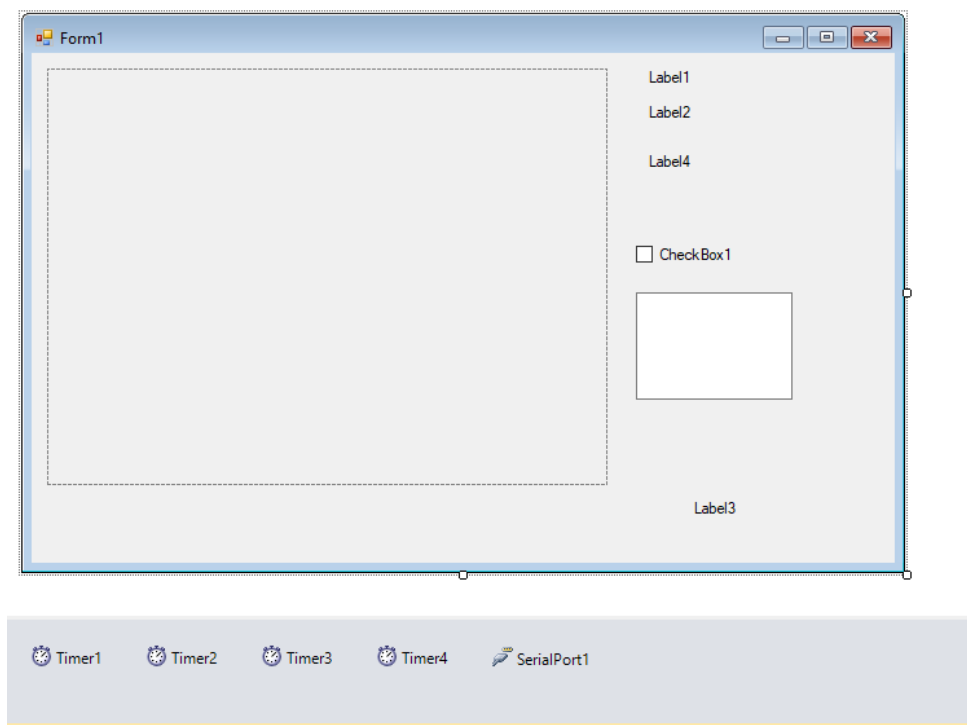 Form1
Label1
Label2
Label4
CheckBox1
Label3
Timer1 Timer2 Timer3 Timer4 SerialPort1